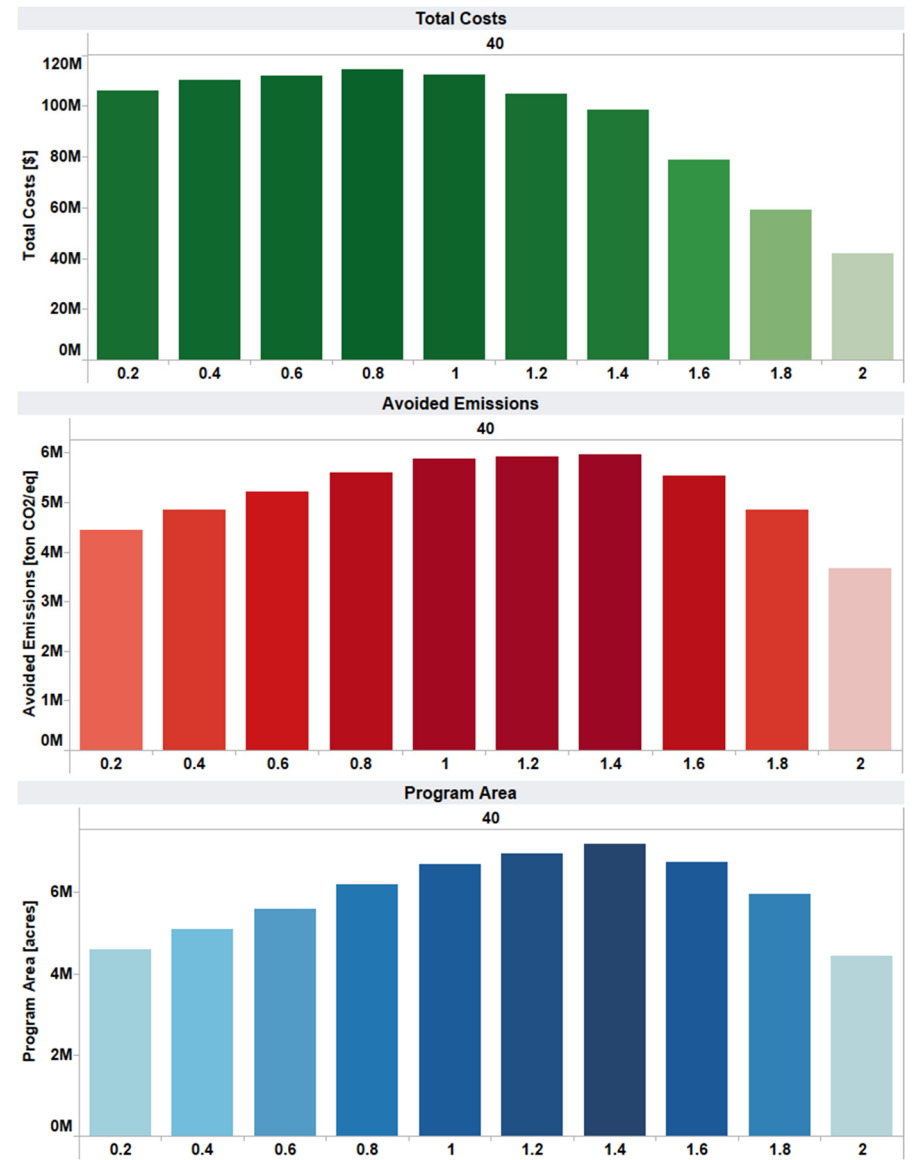 Total Costs
40
Total Costs [$]
120M
100M
80M
60M
40M
20M
0M
0.2 0.4 0.6 0.8 1 1.2 1.4 1.6 1.8 2
Avoided Emissions
40
Avoided Emissions [ton CO2/eq]
6M
5M
4M
3M
2M
1M
0M
0.2 0.4 0.6 0.8 1 1.2 1.4 1.6 1.8 2
Program Area
40
Program Area [acres]
6M
4M
2M
0M
0.2 0.4 0.6 0.8 1 1.2 1.4 1.6 1.8 2